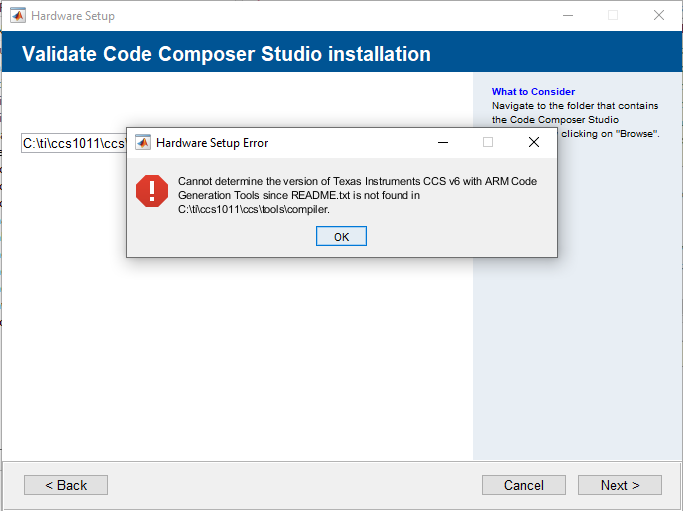 Hardware Setup
Validate Code Composer Studio installation
What to Consider
Navigate to the folder that contains
the Code Composer Studio
clicking on "Browse".
C:\ti\ccs1011\ccs\
Hardware Setup Error
Cannot determine the version of Texas Instruments CCS v6 with ARM Code
Generation Tools since README.txt is not found in
C:\ti\ccs1011\ccs\tools\compiler.
OK
< Back
Cancel
Next >